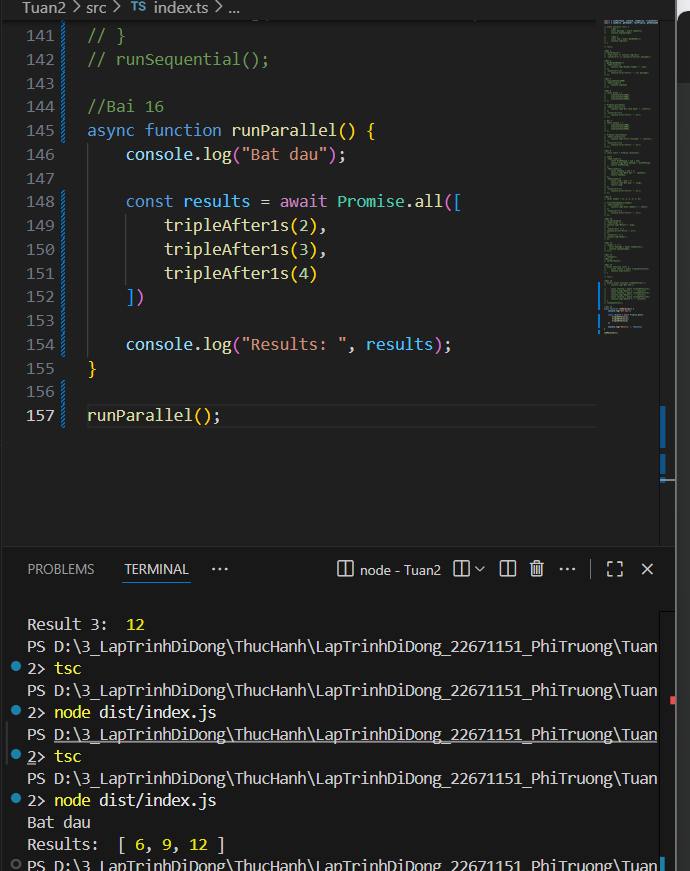 Tuan2 > src > TS index.ts > ...
141 // }
142 // runSequential();
143
144 //Bai 16
145 async function runParallel() {
146 console.log("Bat dau");
147
148 const results = await Promise.all([
149 tripleAfter1s(2),
150 tripleAfter1s(3),
151 tripleAfter1s(4)
152 ])
153
154 console.log("Results: ", results);
155 }
156
157 runParallel();
PROBLEMS TERMINAL ... node - Tuan2 ...
Result 3: 12
PS D:\3_LapTrinhDiDong\ThucHanh\LapTrinhDiDong_22671151_PhiTruong\Tuan
2> tsc
PS D:\3_LapTrinhDiDong\ThucHanh\LapTrinhDiDong_22671151_PhiTruong\Tuan
2> node dist/index.js
PS D:\3_LapTrinhDiDong\ThucHanh\LapTrinhDiDong_22671151_PhiTruong\Tuan
2> tsc
PS D:\3_LapTrinhDiDong\ThucHanh\LapTrinhDiDong_22671151_PhiTruong\Tuan
2> node dist/index.js
Bat dau
Results: [ 6, 9, 12 ]
PS D:\3_LapTrinhDiDong\ThucHanh\LapTrinhDiDong_22671151_PhiTruong\Tuan